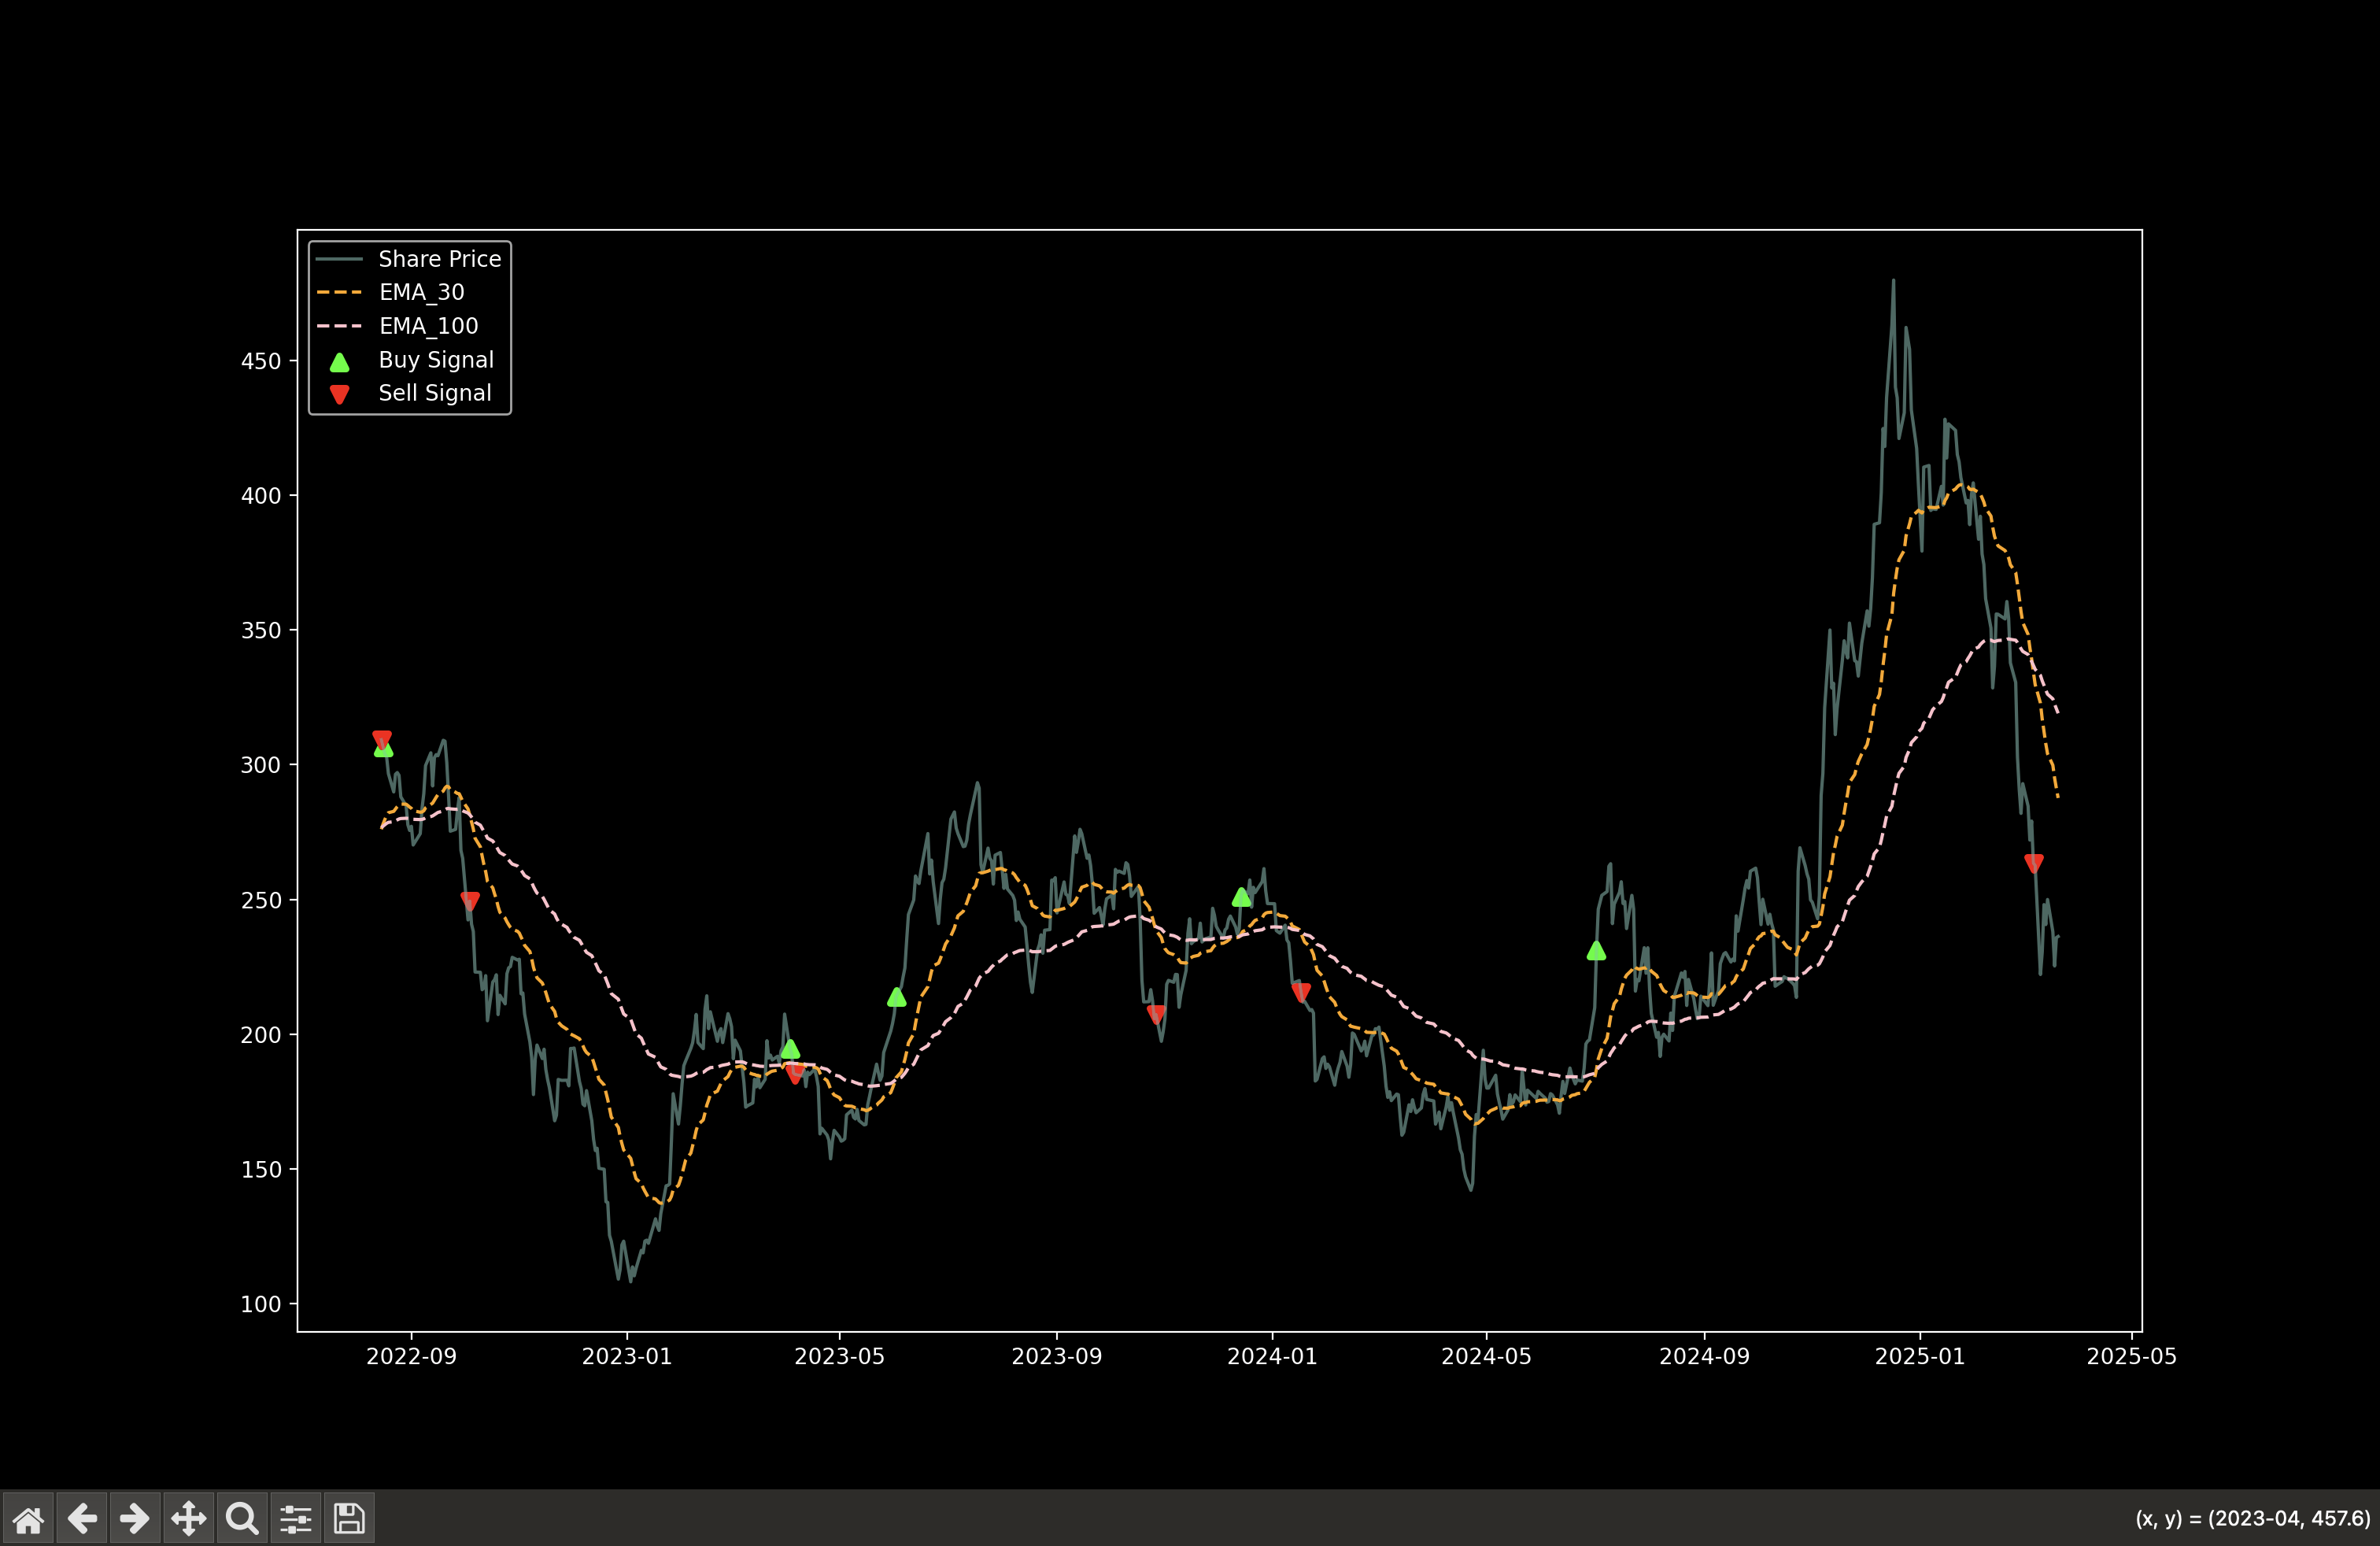 Share Price
EMA_30
EMA_100
Buy Signal
Sell Signal
450
400
350
300
250
200
150
100
2022-09 2023-01 2023-05 2023-09 2024-01 2024-05 2024-09 2025-01 2025-05
(x, y) = (2023-04, 457.6)